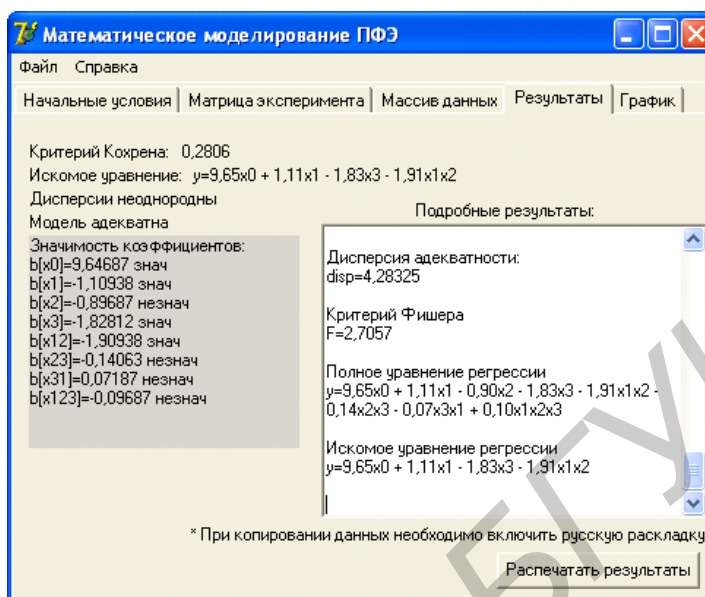 Математическое моделирование ПФЭ
Файл Справка
Начальные условия Матрица эксперимента Массив данных Результаты График
Критерий Кохрена: 0,2806
Искомое уравнение: y=9,65x0 + 1,11x1 - 1,83x3 - 1,91x1x2
Дисперсии неоднородны
Модель адекватна
Значимость коэффициентов:
b[x0]=9,64687 знач
b[x1]=-1,10938 знач
b[x2]=-0,89687 незнач
b[x3]=-1,82812 знач
b[x12]=-1,90938 знач
b[x23]=-0,14063 незнач
b[x31]=0,07187 незнач
b[x123]=-0,09687 незнач
Подробные результаты:
Дисперсия адекватности:
disp=4,28325
Критерий Фишера
F=2,7057
Полное уравнение регрессии
y=9,65x0 + 1,11x1 - 0,90x2 - 1,83x3 - 1,91x1x2 -
0,14x2x3 - 0,07x3x1 + 0,10x1x2x3
Искомое уравнение регрессии
y=9,65x0 + 1,11x1 - 1,83x3 - 1,91x1x2
* При копировании данных необходимо включить русскую раскладку
Распечатать результаты
БГУ